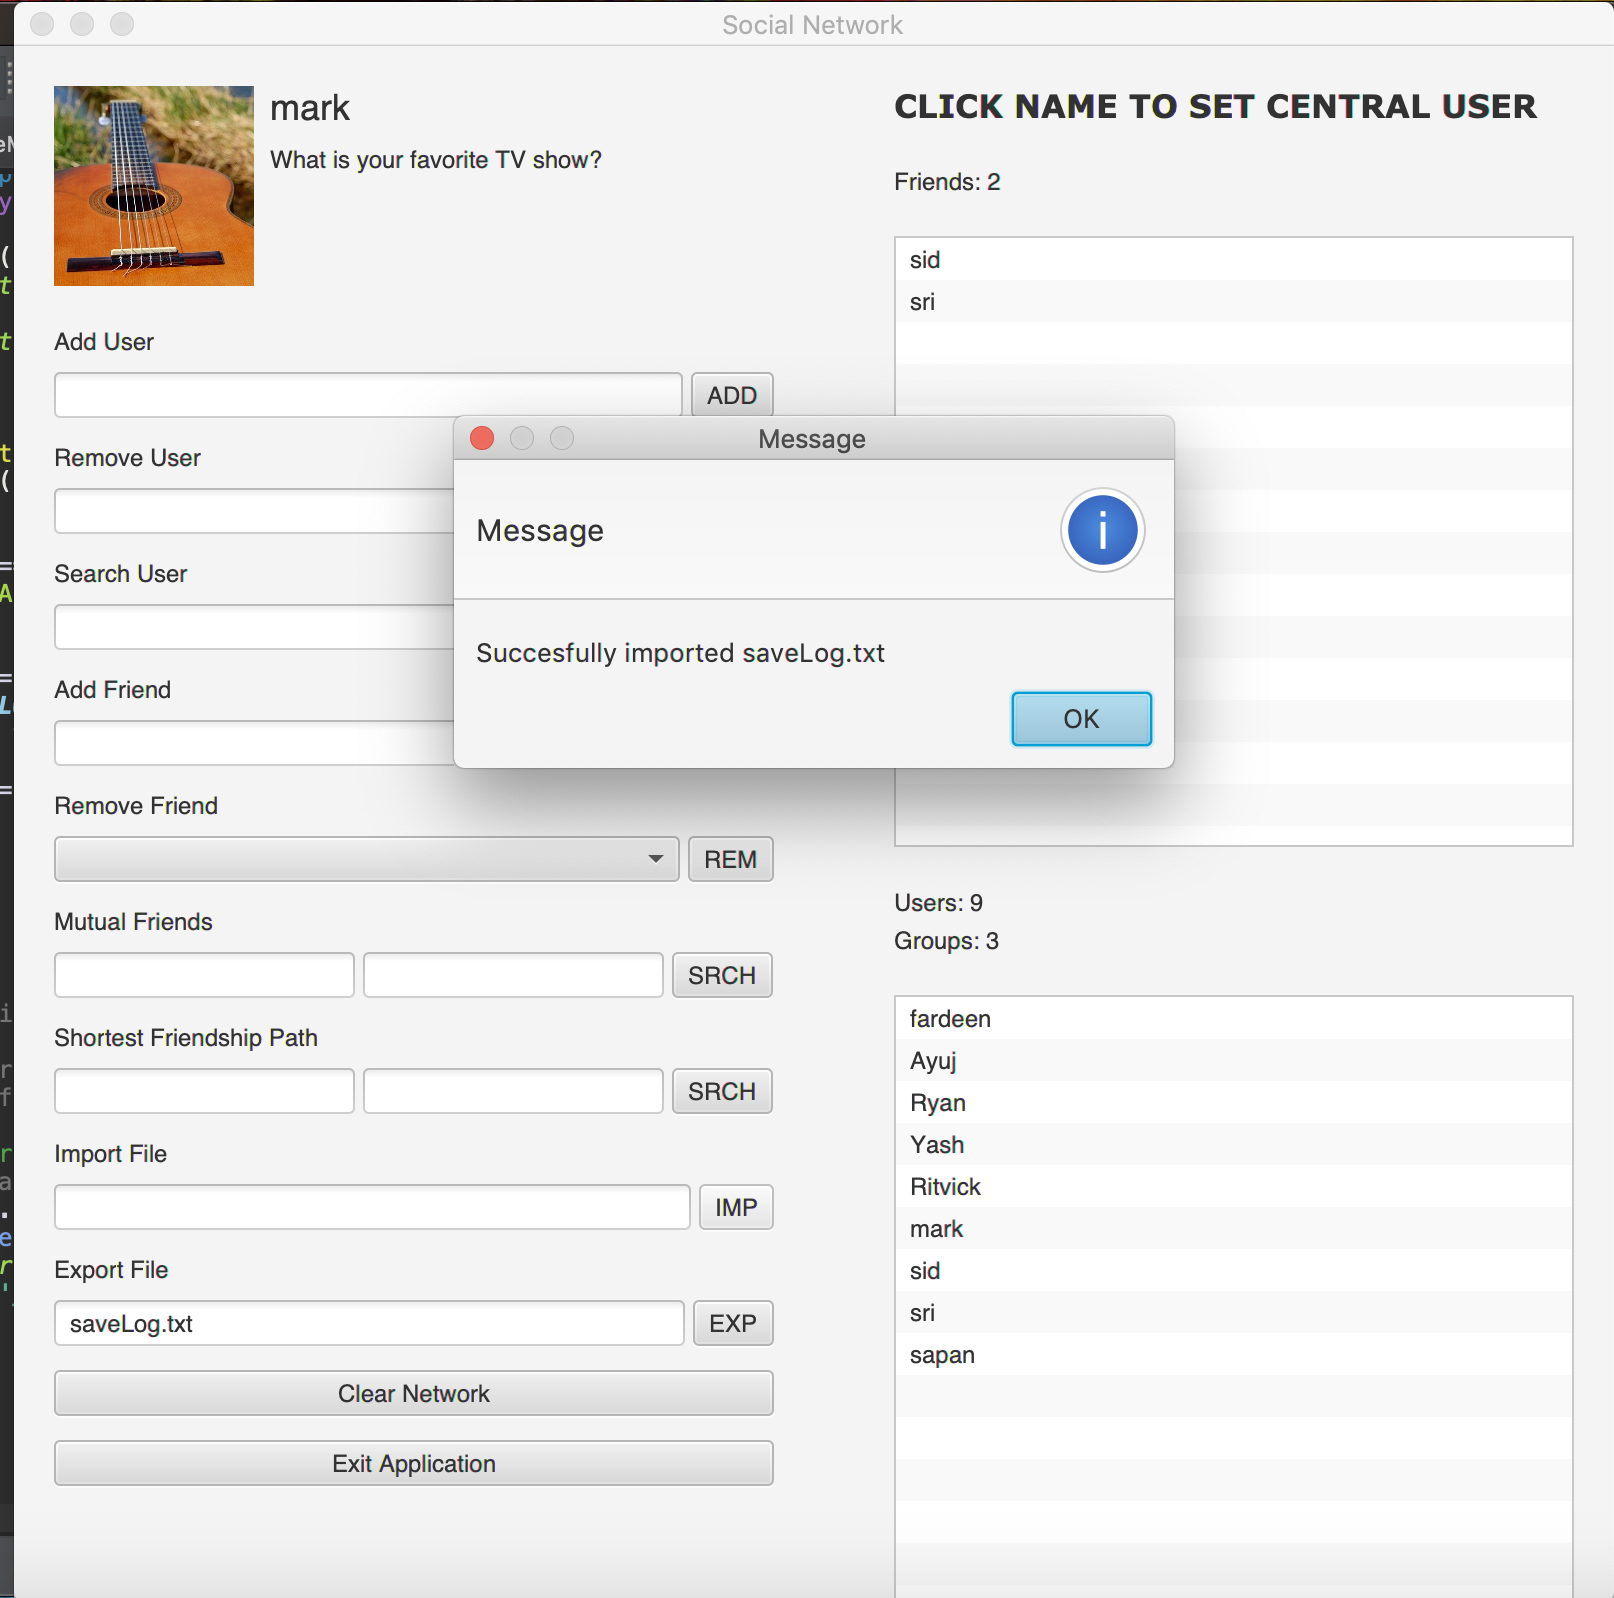 Social Network
mark
What is your favorite TV show?
Add User
ADD
Remove User
Search User
Add Friend
Remove Friend
REM
Mutual Friends
SRCH
Shortest Friendship Path
SRCH
Import File
IMP
Export File
saveLog.txt
EXP
Clear Network
Exit Application
CLICK NAME TO SET CENTRAL USER
Friends: 2
sid
sri
Users: 9
Groups: 3
fardeen
Ayuj
Ryan
Yash
Ritvick
mark
sid
sri
sapan
Message
Message
i
Succesfully imported saveLog.txt
OK